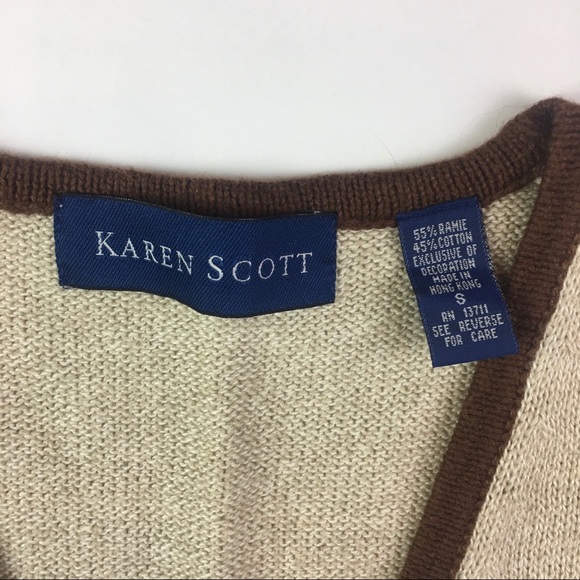 KAREN SCOTT
55% RAMIE
45% COTTON
EXCLUSIVE OF
DECORATION
MADE IN
HONG KONG
S
RN 13711
SEE REVERSE
FOR CARE